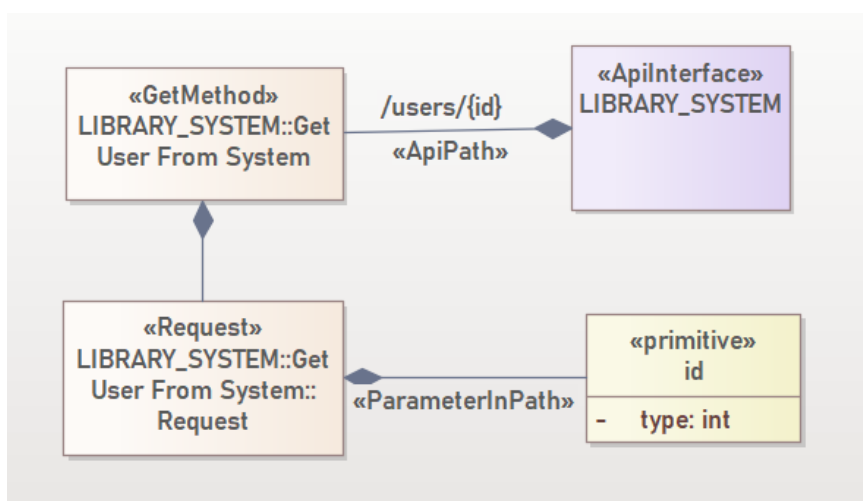 «GetMethod»
LIBRARY_SYSTEM::Get
User From System
/users/{id}
«ApiPath»
«ApiInterface»
LIBRARY_SYSTEM
«Request»
LIBRARY_SYSTEM::Get
User From System::
Request
«ParameterInPath»
«primitive»
id
- type: int